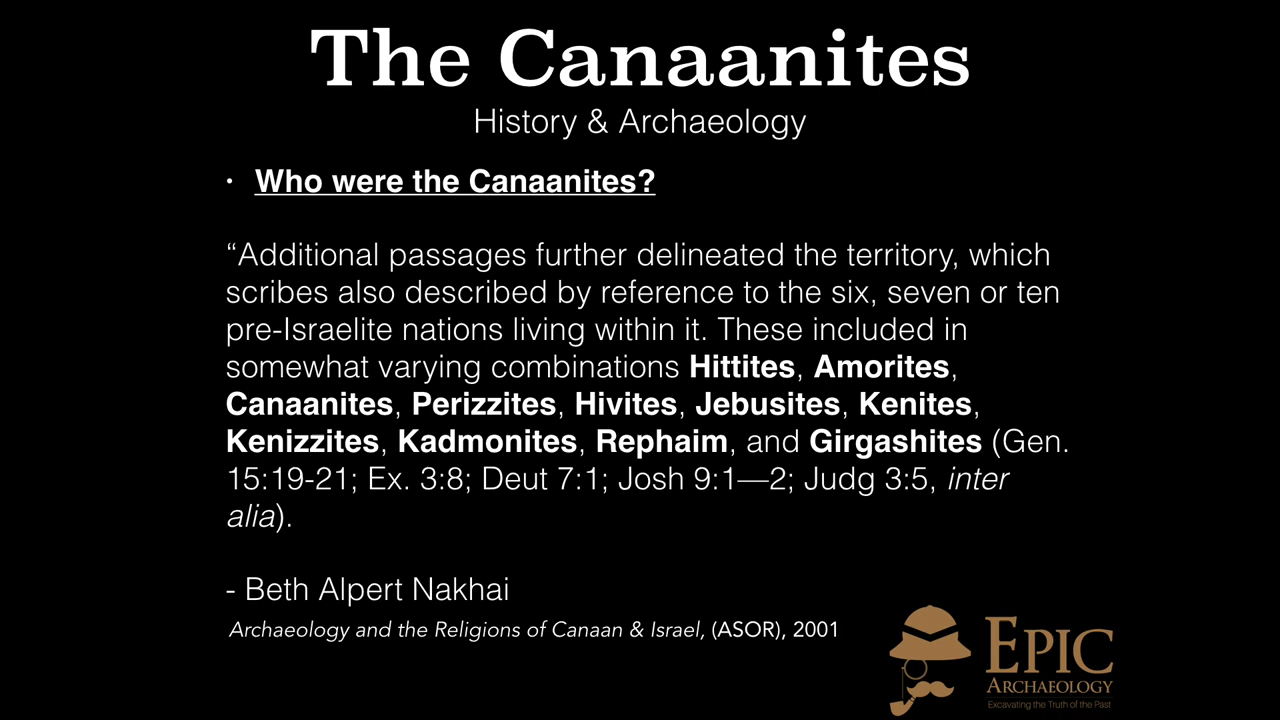 The Canaanites
History & Archaeology
• Who were the Canaanites?
“Additional passages further delineated the territory, which
scribes also described by reference to the six, seven or ten
pre-Israelite nations living within it. These included in
somewhat varying combinations Hittites, Amorites,
Canaanites, Perizzites, Hivites, Jebusites, Kenites,
Kenizzites, Kadmonites, Rephaim, and Girgashites (Gen.
15:19-21; Ex. 3:8; Deut 7:1; Josh 9:1—2; Judg 3:5, inter
alia).
- Beth Alpert Nakhai
Archaeology and the Religions of Canaan & Israel, (ASOR), 2001
EPIC
ARCHAEOLOGY
Excavating the Truth of the Past